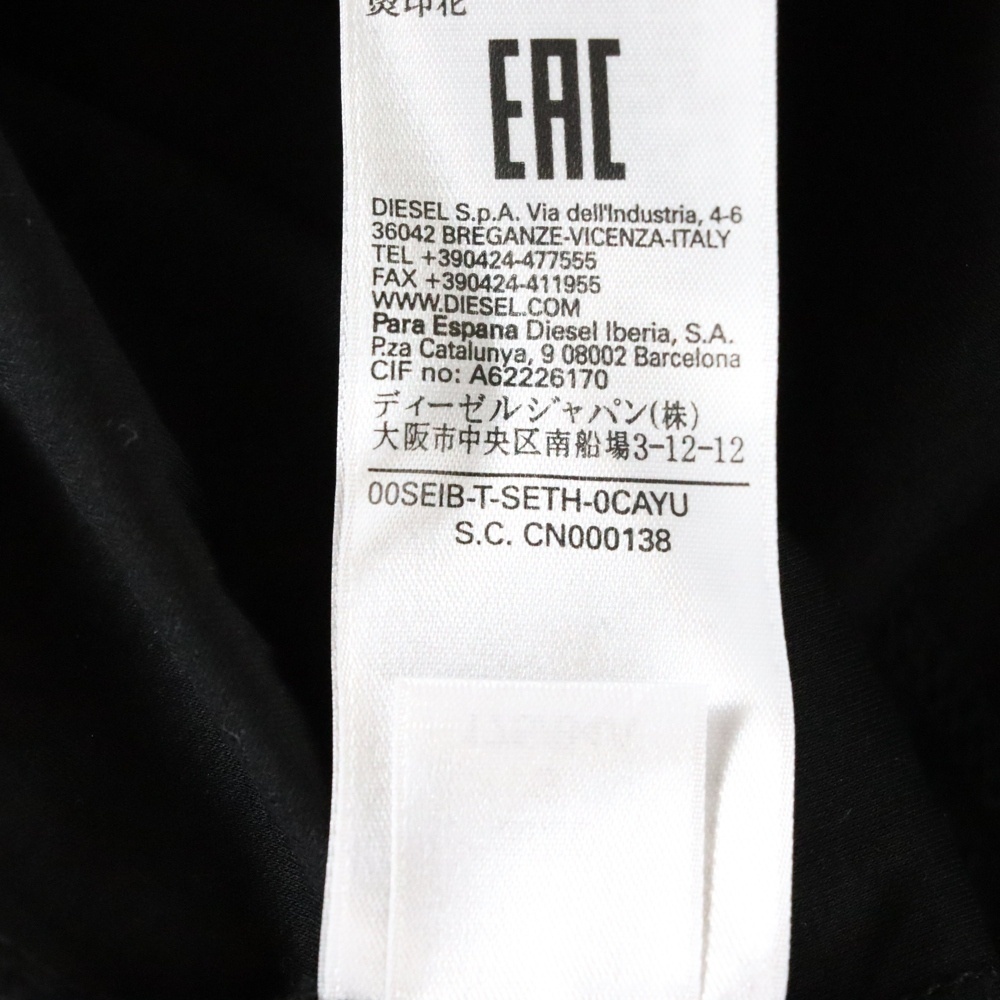 烫印花
EAC
DIESEL S.p.A. Via dell'Industria, 4-6
36042 BREGANZE-VICENZA-ITALY
TEL +390424-477555
FAX +390424-411955
WWW.DIESEL.COM
Para Espana Diesel Iberia, S.A.
P.za Catalunya, 9 08002 Barcelona
CIF no: A62226170
ディーゼルジャパン(株)
大阪市中央区南船場3-12-12
00SEIB-T-SETH-0CAYU
S.C. CN000138